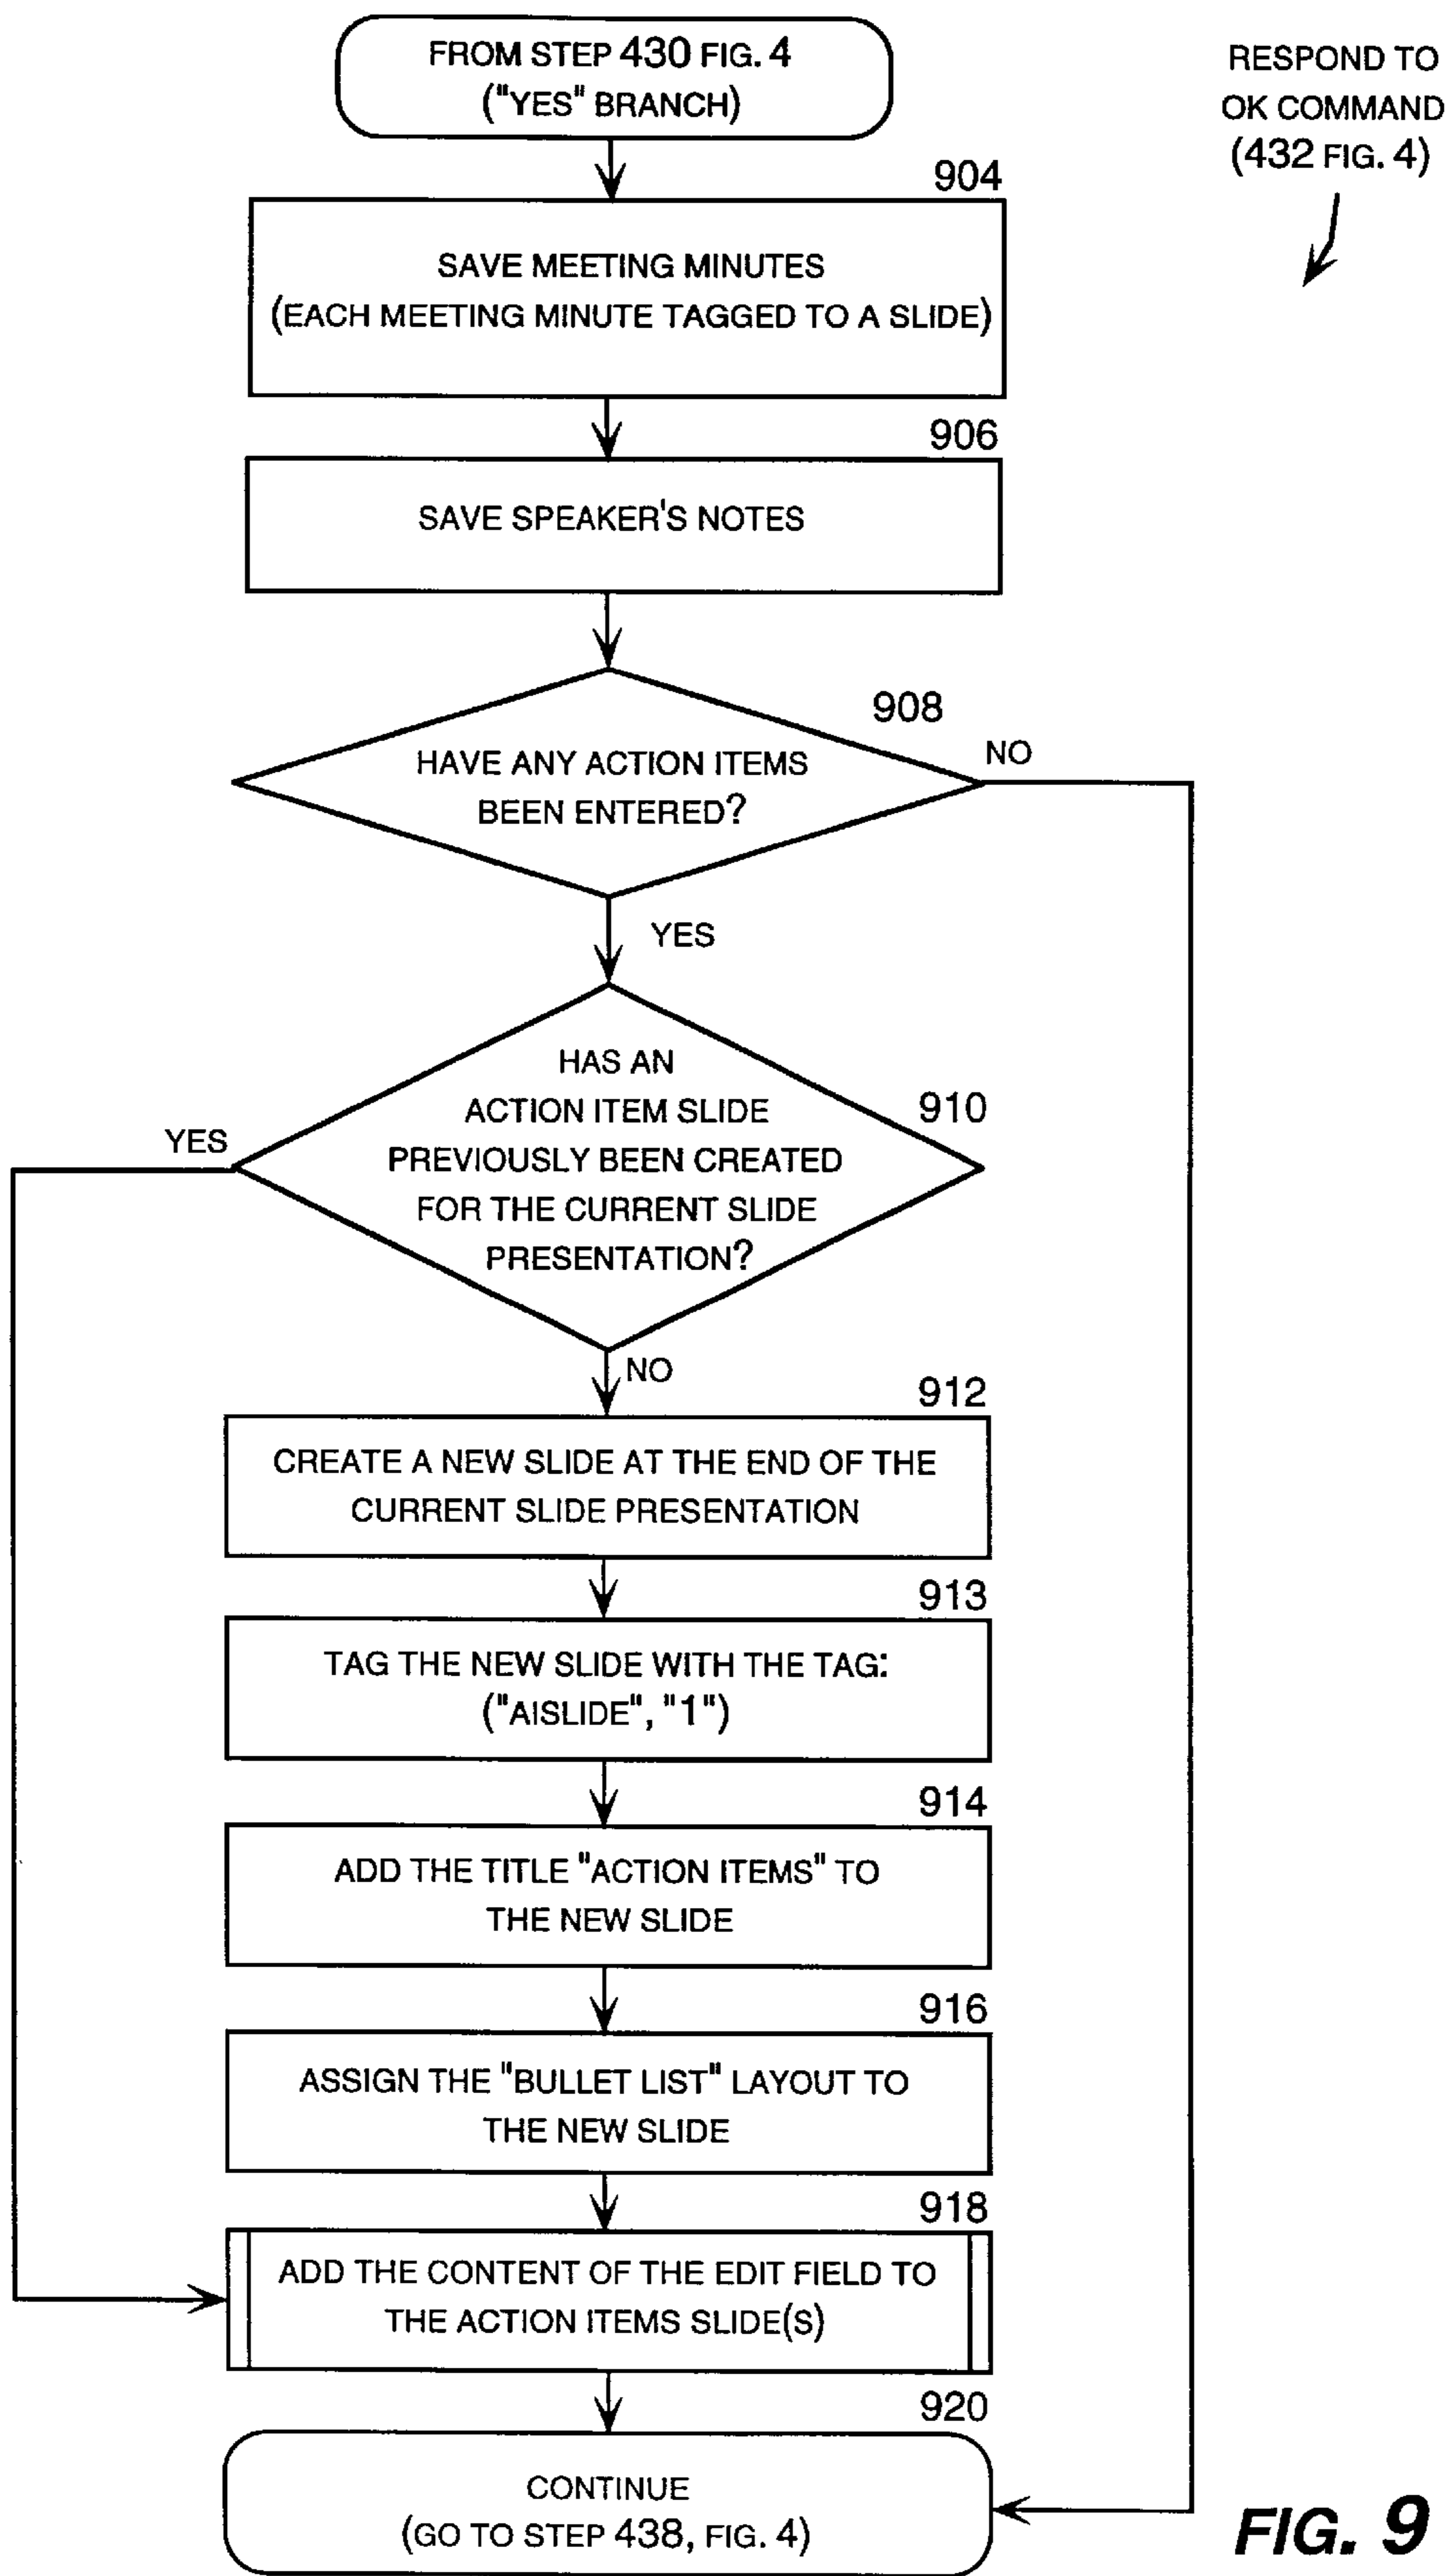 FROM STEP 430 FIG. 4
("YES" BRANCH)
RESPOND TO
OK COMMAND
(432 FIG. 4)
904
SAVE MEETING MINUTES
(EACH MEETING MINUTE TAGGED TO A SLIDE)
906
SAVE SPEAKER'S NOTES
908
HAVE ANY ACTION ITEMS
BEEN ENTERED?
NO
YES
HAS AN
ACTION ITEM SLIDE
PREVIOUSLY BEEN CREATED
FOR THE CURRENT SLIDE
PRESENTATION?
910
YES
NO
912
CREATE A NEW SLIDE AT THE END OF THE
CURRENT SLIDE PRESENTATION
913
TAG THE NEW SLIDE WITH THE TAG:
("AISLIDE", "1")
914
ADD THE TITLE "ACTION ITEMS" TO
THE NEW SLIDE
916
ASSIGN THE "BULLET LIST" LAYOUT TO
THE NEW SLIDE
918
ADD THE CONTENT OF THE EDIT FIELD TO
THE ACTION ITEMS SLIDE(S)
920
CONTINUE
(GO TO STEP 438, FIG. 4)
FIG. 9